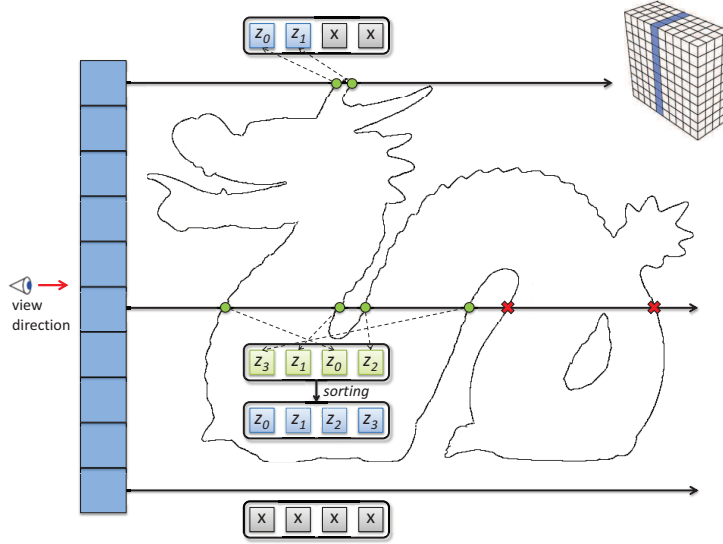 z0 z1 x x
view
direction
z3 z1 z0 z2
sorting
z0 z1 z2 z3
x x x x